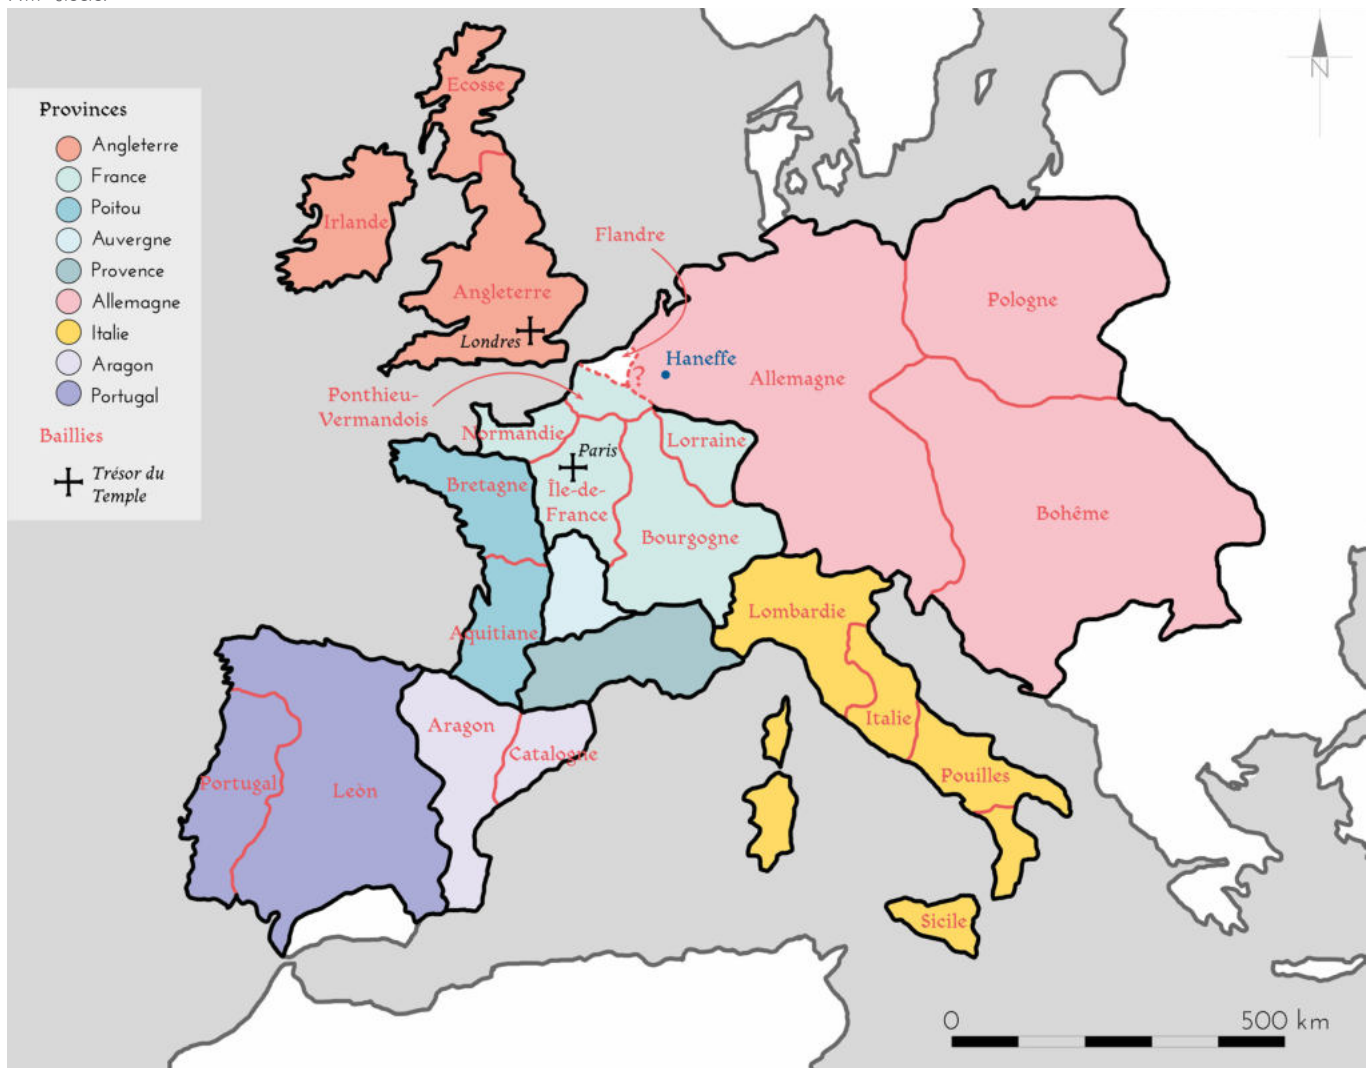 Provinces
Angleterre
France
Poitou
Auvergne
Provence
Allemagne
Italie
Aragon
Portugal
Baillies
Trésor du
Temple
N
Ecosse
Irlande
Flandre
Angleterre
Londres
Pologne
Haneffe
?
Allemagne
Ponthieu-
Vermandois
Normandie
Paris
Lorraine
Bretagne
Île-de-
France
Bourgogne
Bohême
Lombardie
Aquitiane
Aragon
Catalogne
Italie
Portugal
Leòn
Pouilles
Sicile
0
500 km